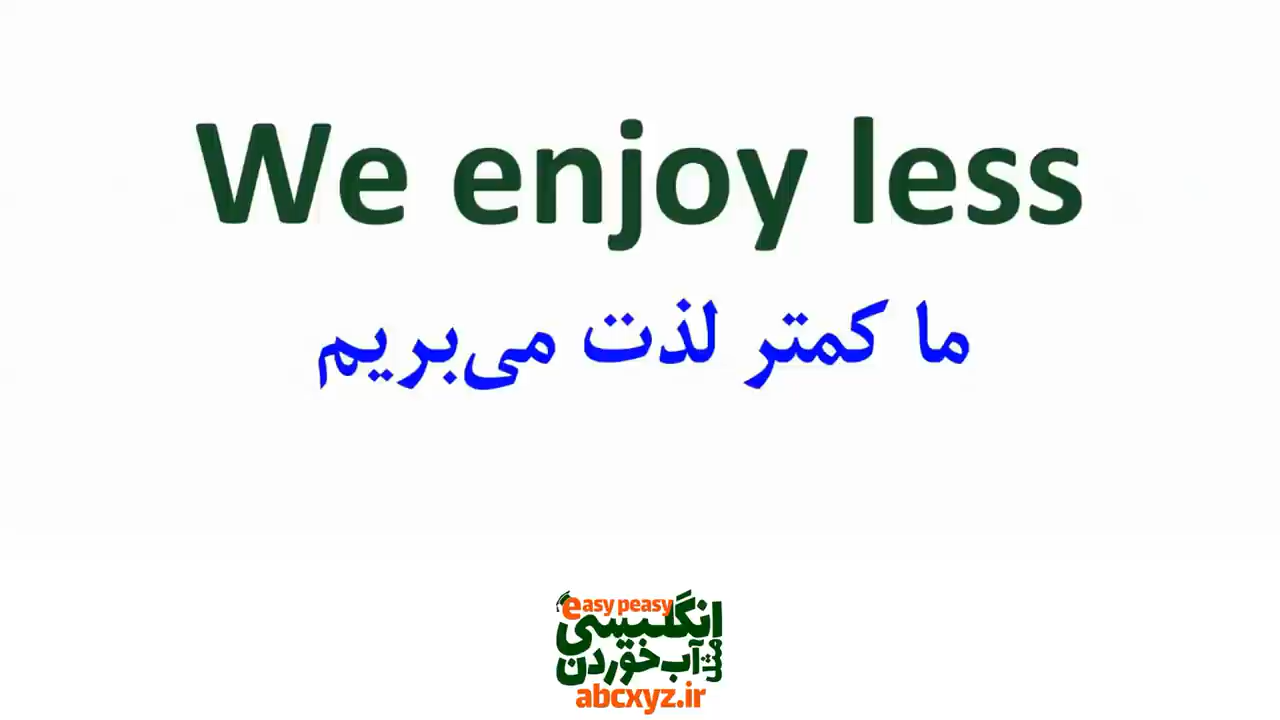 We enjoy less
ما کمتر لذت می‌بریم
easy peasy
انگلیسی
مثل آب خوردن
abcxyz.ir